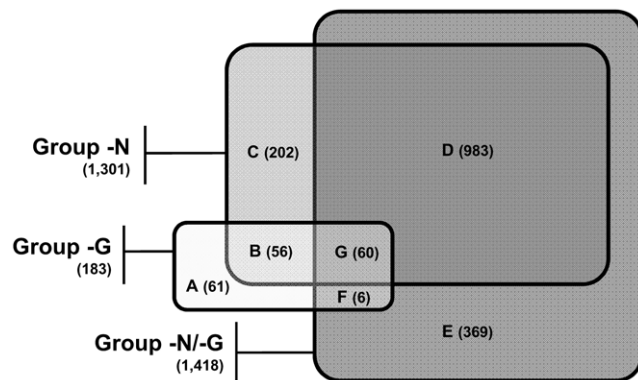 C (202)
D (983)
Group -N
(1,301)
B (56)
G (60)
Group -G
(183)
A (61)
F (6)
E (369)
Group -N/-G
(1,418)